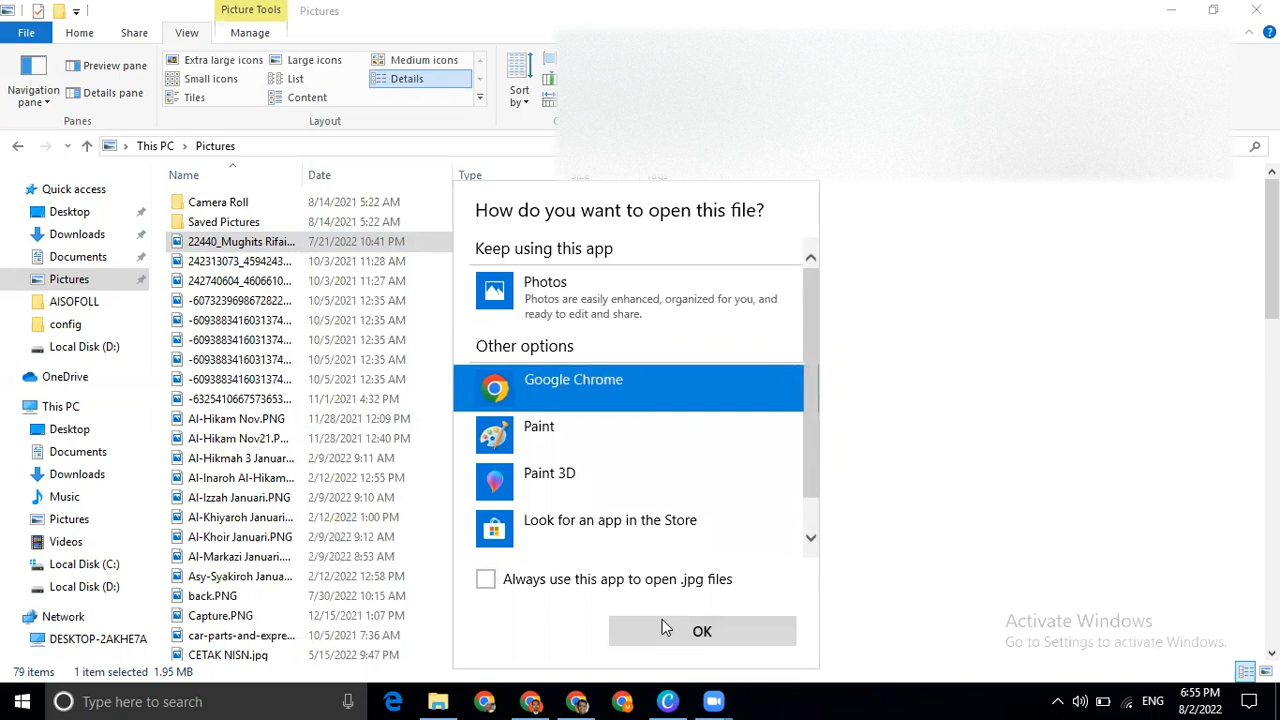 Picture Tools
Pictures
File
Home
Share
View
Manage
Navigation
pane
Preview pane
Details pane
Panes
Extra large icons
Large icons
Medium icons
Small icons
List
Details
Tiles
Content
Layout
Sort
by
This PC
Pictures
Name
Date
Type
Quick access
Desktop
Downloads
Documents
Pictures
AISOFOLL
config
Local Disk (D:)
OneDrive
This PC
Desktop
Documents
Downloads
Music
Pictures
Videos
Local Disk (C:)
Local Disk (D:)
Network
DESKTOP-2AKHE7A
Camera Roll 8/14/2021 5:22 AM
Saved Pictures 8/14/2021 5:22 AM
22440_Mughits Rifai... 7/21/2022 10:41 PM
242313073_4594243... 10/3/2021 11:28 AM
242740604_4606610... 10/3/2021 11:27 AM
-6073239698672822... 10/5/2021 12:35 AM
-6093883416031374... 10/5/2021 12:35 AM
-6093883416031374... 10/5/2021 12:35 AM
-6093883416031374... 10/5/2021 12:35 AM
-6093883416031374... 10/5/2021 12:35 AM
-6325410667573653... 11/1/2021 4:32 PM
Al-Hikam Nov.PNG 11/28/2021 12:09 PM
Al-Hikam Nov21.P... 11/28/2021 12:40 PM
Al-Hikmah 3 Januar... 2/9/2022 9:11 AM
Al-Inaroh Al-Hikam... 2/12/2022 12:55 PM
Al-Izzah Januari.PNG 2/9/2022 9:10 AM
Al-Khiyaroh Januari... 2/12/2022 1:00 PM
Al-Khoir Januari.PNG 2/9/2022 9:12 AM
Al-Markazi Januari.... 2/9/2022 8:53 AM
Asy-Syakiroh Janua... 2/12/2022 12:58 PM
back.PNG 7/30/2022 10:15 AM
Capture.PNG 12/15/2021 1:07 PM
car-parts-and-expre... 10/5/2021 7:36 AM
CETAK NISN.jpg 5/15/2022 9:47 PM
How do you want to open this file?
Keep using this app
Photos
Photos are easily enhanced, organized for you, and
ready to edit and share.
Other options
Google Chrome
Paint
Paint 3D
Look for an app in the Store
Always use this app to open .jpg files
OK
Activate Windows
Go to Settings to activate Windows.
79 items
1 item selected 1.95 MB
Type here to search
ENG
6:55 PM
8/2/2022